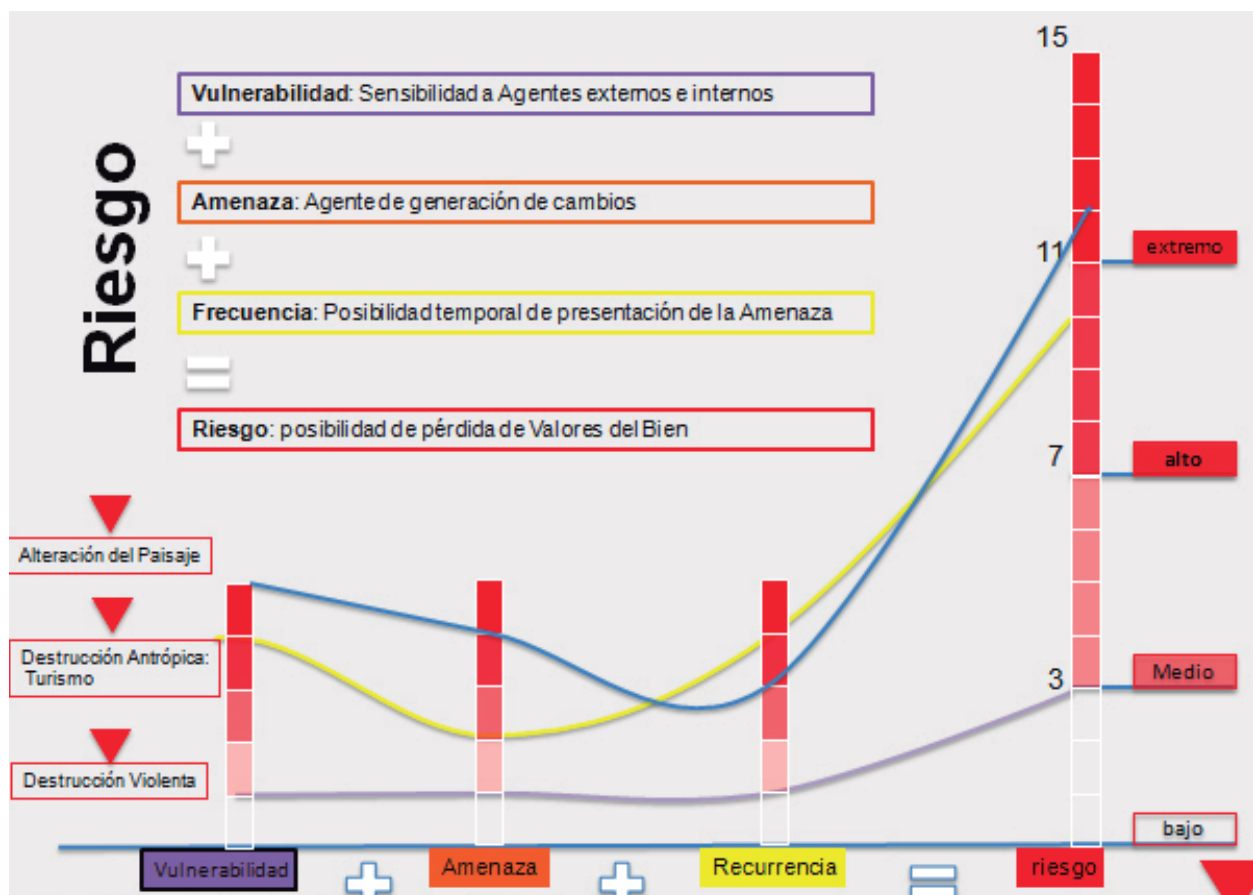 Riesgo
Vulnerabilidad: Sensibilidad a Agentes externos e internos
Amenaza: Agente de generación de cambios
Frecuencia: Posibilidad temporal de presentación de la Amenaza
Riesgo: posibilidad de pérdida de Valores del Bien
15
11
extremo
7
alto
3
Medio
bajo
Alteración del Paisaje
Destrucción Antrópica:
Turismo
Destrucción Violenta
Vulnerabilidad
Amenaza
Recurrencia
riesgo